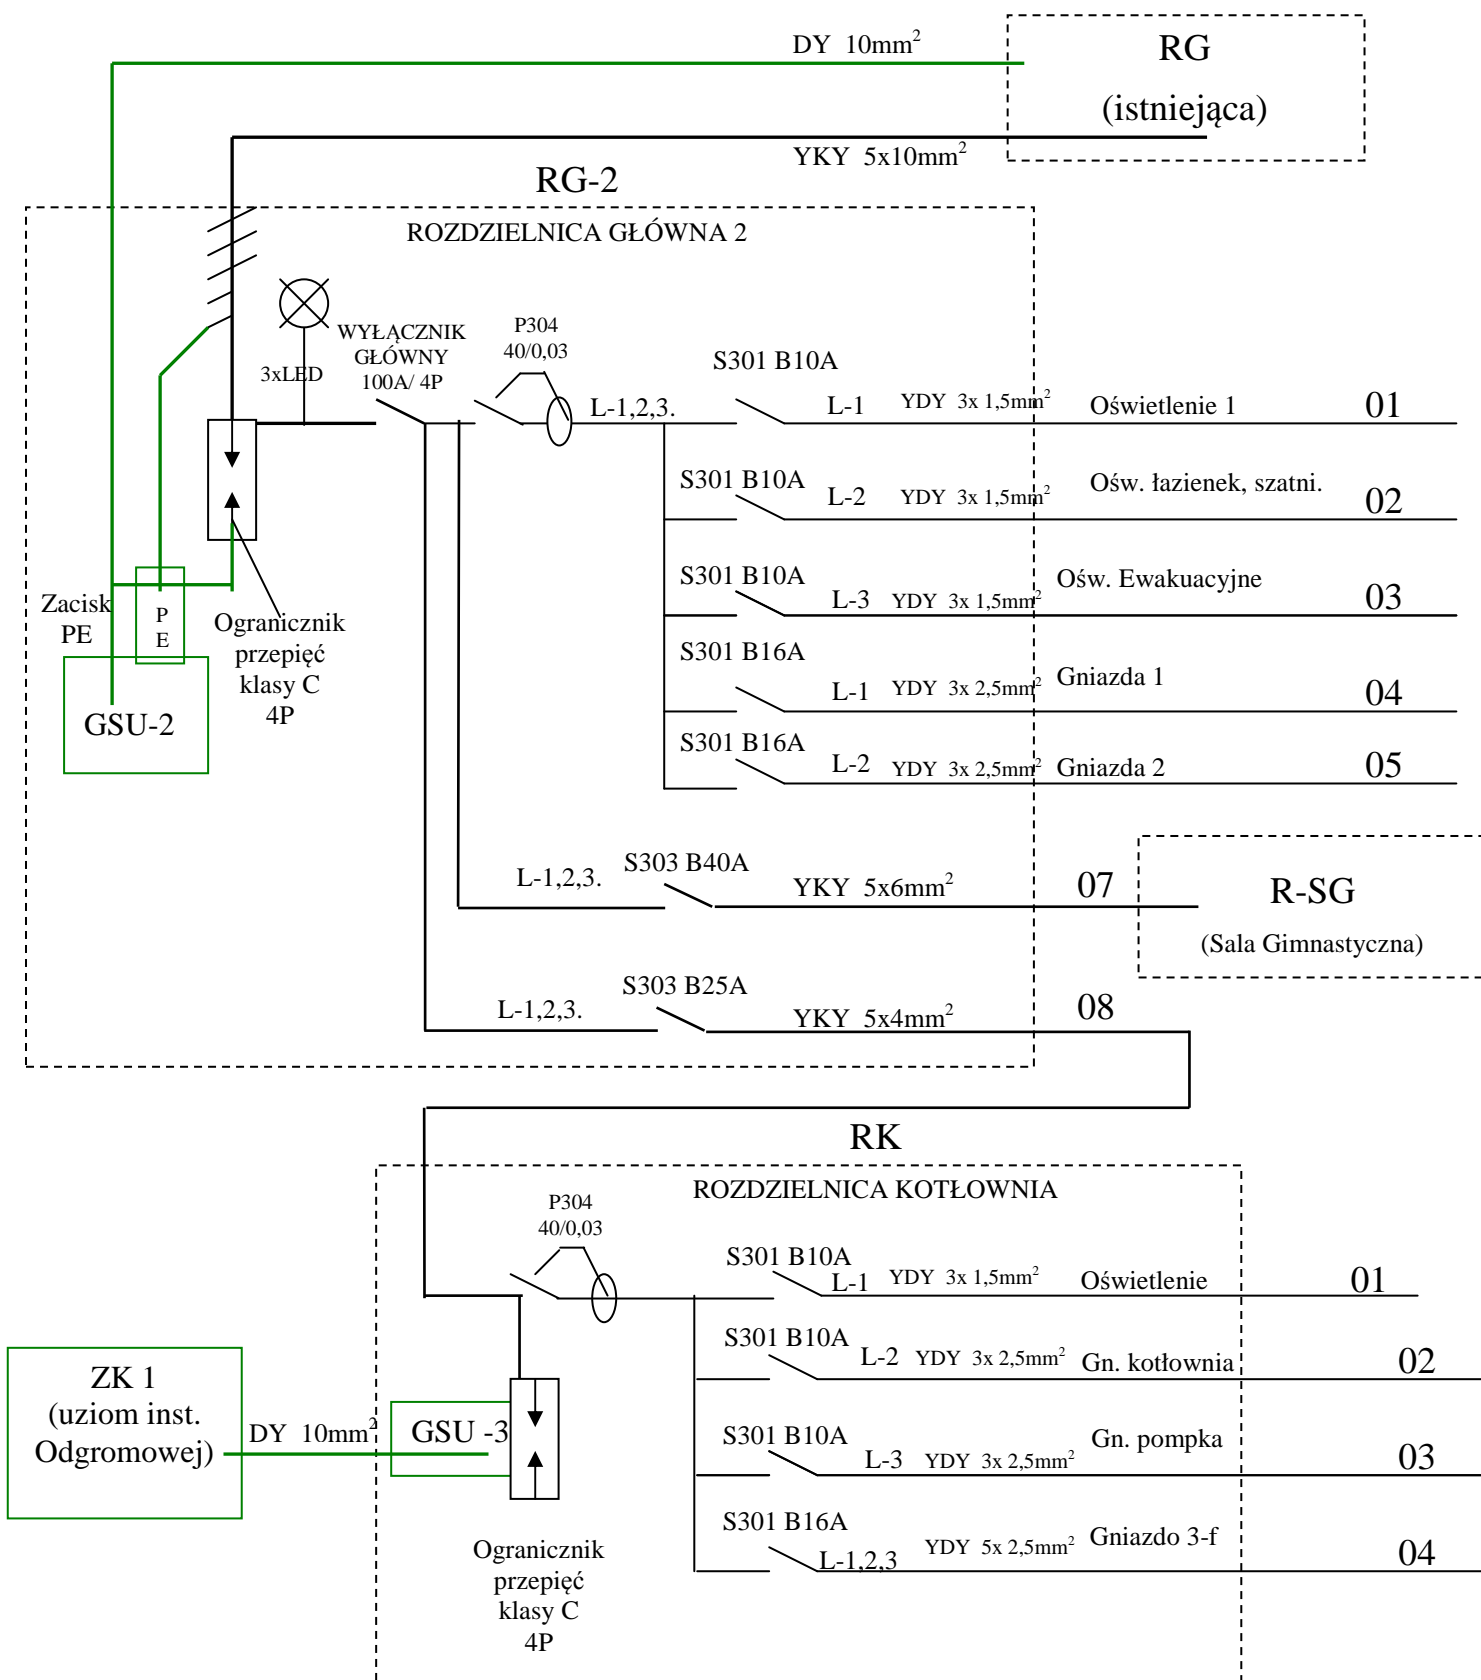 DY 10mm²
RG
(istniejąca)
YKY 5x10mm²
RG-2
ROZDZIELNICA GŁÓWNA 2
3xLED
WYŁĄCZNIK
GŁÓWNY
100A/ 4P
P304
40/0,03
L-1,2,3.
S301 B10A
L-1
YDY 3x 1,5mm²
Oświetlenie 1
01
S301 B10A
L-2
YDY 3x 1,5mm²
Ośw. łazienek, szatni.
02
S301 B10A
L-3
YDY 3x 1,5mm²
Ośw. Ewakuacyjne
03
S301 B16A
L-1
YDY 3x 2,5mm²
Gniazda 1
04
S301 B16A
L-2
YDY 3x 2,5mm²
Gniazda 2
05
Zacisk
PE
P
E
GSU-2
Ogranicznik
przepięć
klasy C
4P
L-1,2,3.
S303 B40A
YKY 5x6mm²
07
R-SG
(Sala Gimnastyczna)
L-1,2,3.
S303 B25A
YKY 5x4mm²
08
RK
ROZDZIELNICA KOTŁOWNIA
P304
40/0,03
S301 B10A
L-1
YDY 3x 1,5mm²
Oświetlenie
01
S301 B10A
L-2
YDY 3x 2,5mm²
Gn. kotłownia
02
S301 B10A
L-3
YDY 3x 2,5mm²
Gn. pompka
03
S301 B16A
L-1,2,3
YDY 5x 2,5mm²
Gniazdo 3-f
04
ZK 1
(uziom inst.
Odgromowej)
DY 10mm²
GSU -3
Ogranicznik
przepięć
klasy C
4P